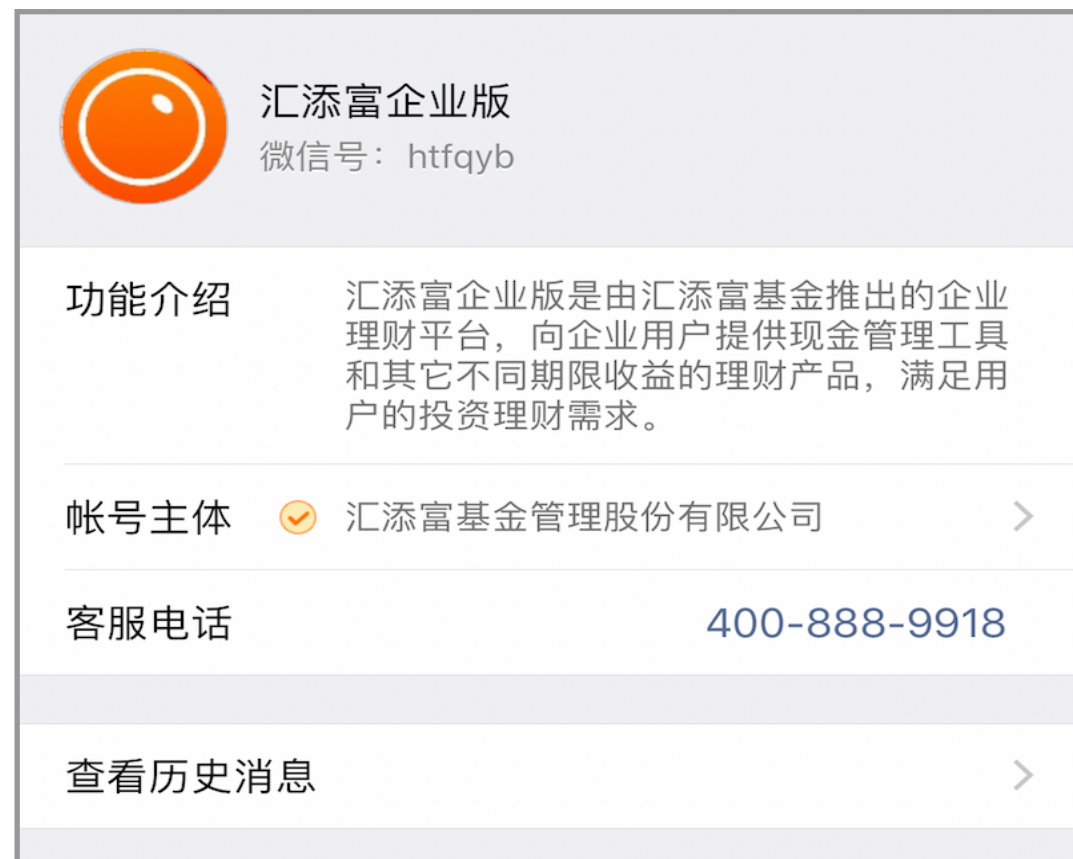 汇添富企业版
微信号：htfqyb
功能介绍
汇添富企业版是由汇添富基金推出的企业
理财平台，向企业用户提供现金管理工具
和其它不同期限收益的理财产品，满足用
户的投资理财需求。
帐号主体 汇添富基金管理股份有限公司
客服电话 400-888-9918
查看历史消息